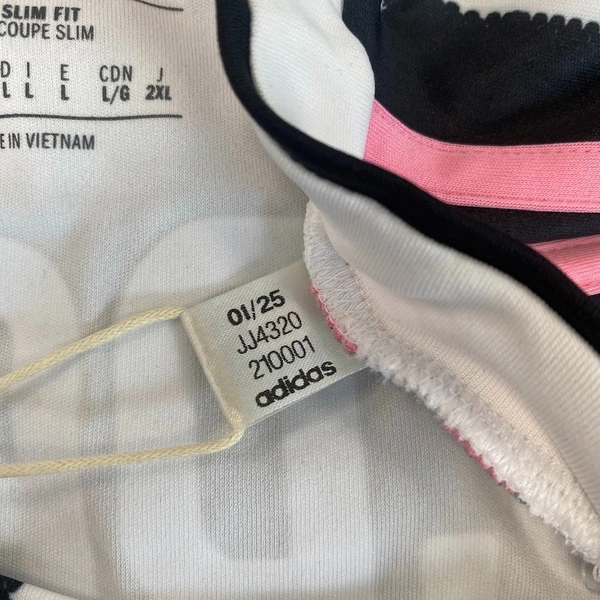 SLIM FIT
COUPE SLIM
D I E CDN J
L L L L/G 2XL
E IN VIETNAM
01/25
JJ4320
210001
adidas